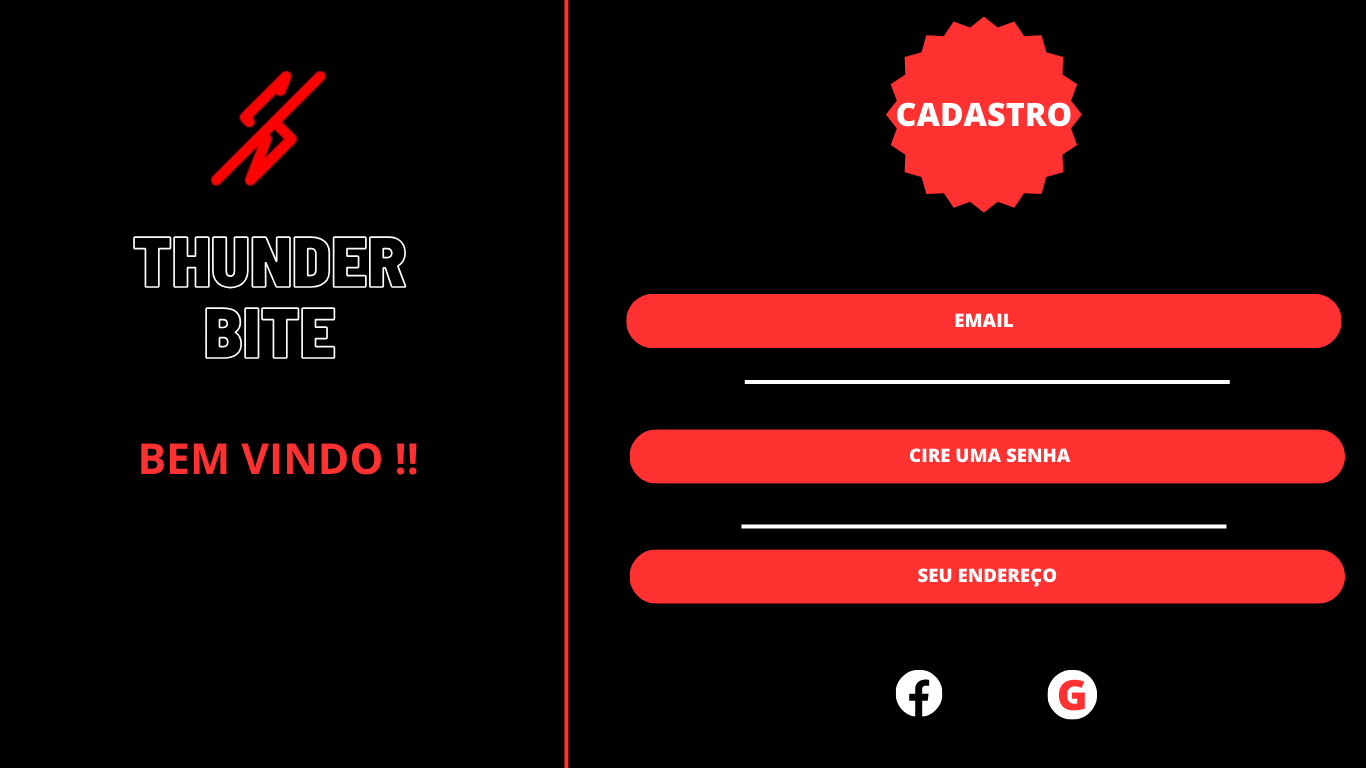 THUNDER
BITE
BEM VINDO !!
CADASTRO
EMAIL
CIRE UMA SENHA
SEU ENDEREÇO
G